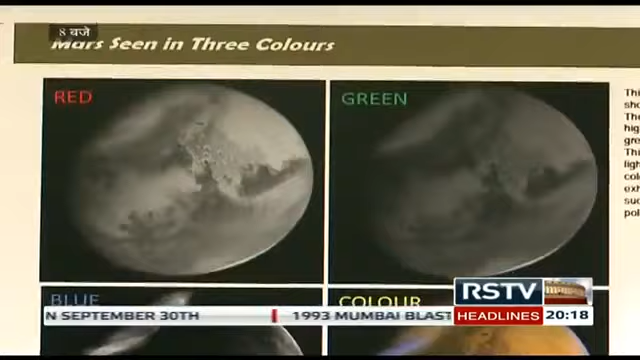 8 बजे
Mars Seen in Three Colours
RED
GREEN
BLUE
COLOUR
RSTV
N SEPTEMBER 30TH
1993 MUMBAI BLAST
HEADLINES
20:18